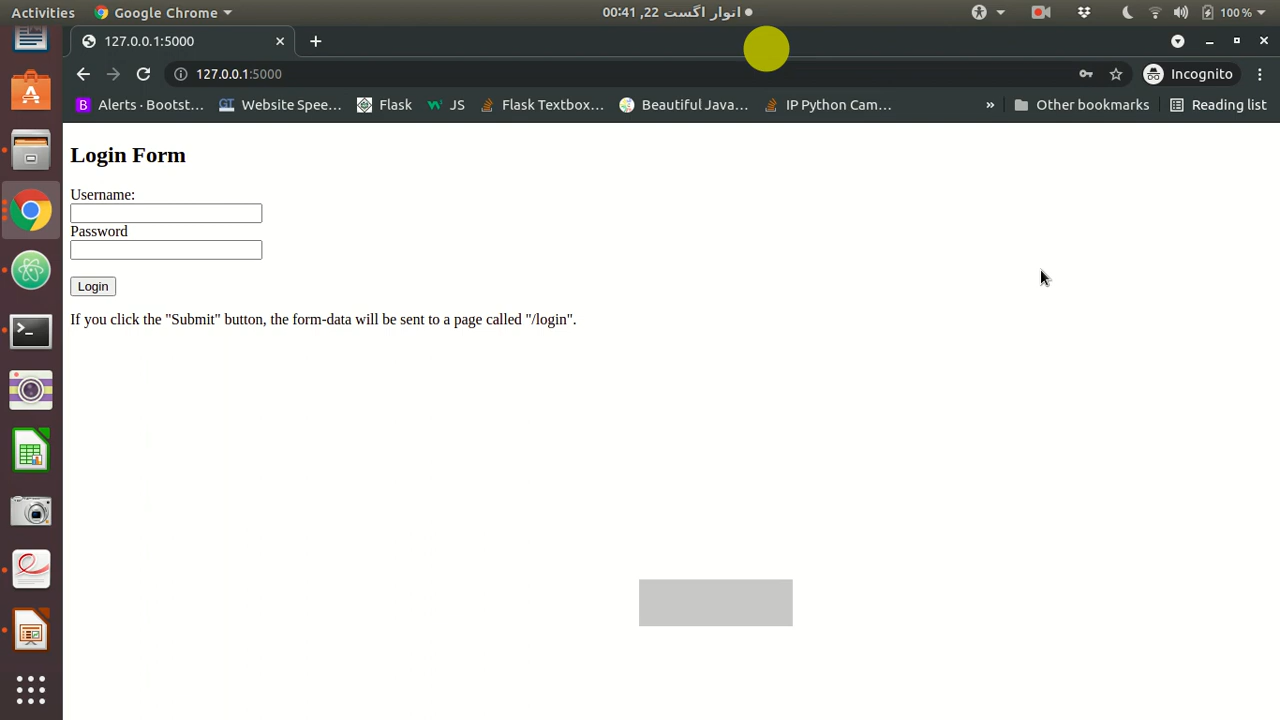 Activities Google Chrome 00:41 ,22 اتوار اگست 100 %
127.0.0.1:5000
127.0.0.1:5000 Incognito
B Alerts · Bootst... GT Website Spee... Flask JS Flask Textbox... Beautiful Java... IP Python Cam... » Other bookmarks Reading list
Login Form
Username:
Password
Login
If you click the "Submit" button, the form-data will be sent to a page called "/login".